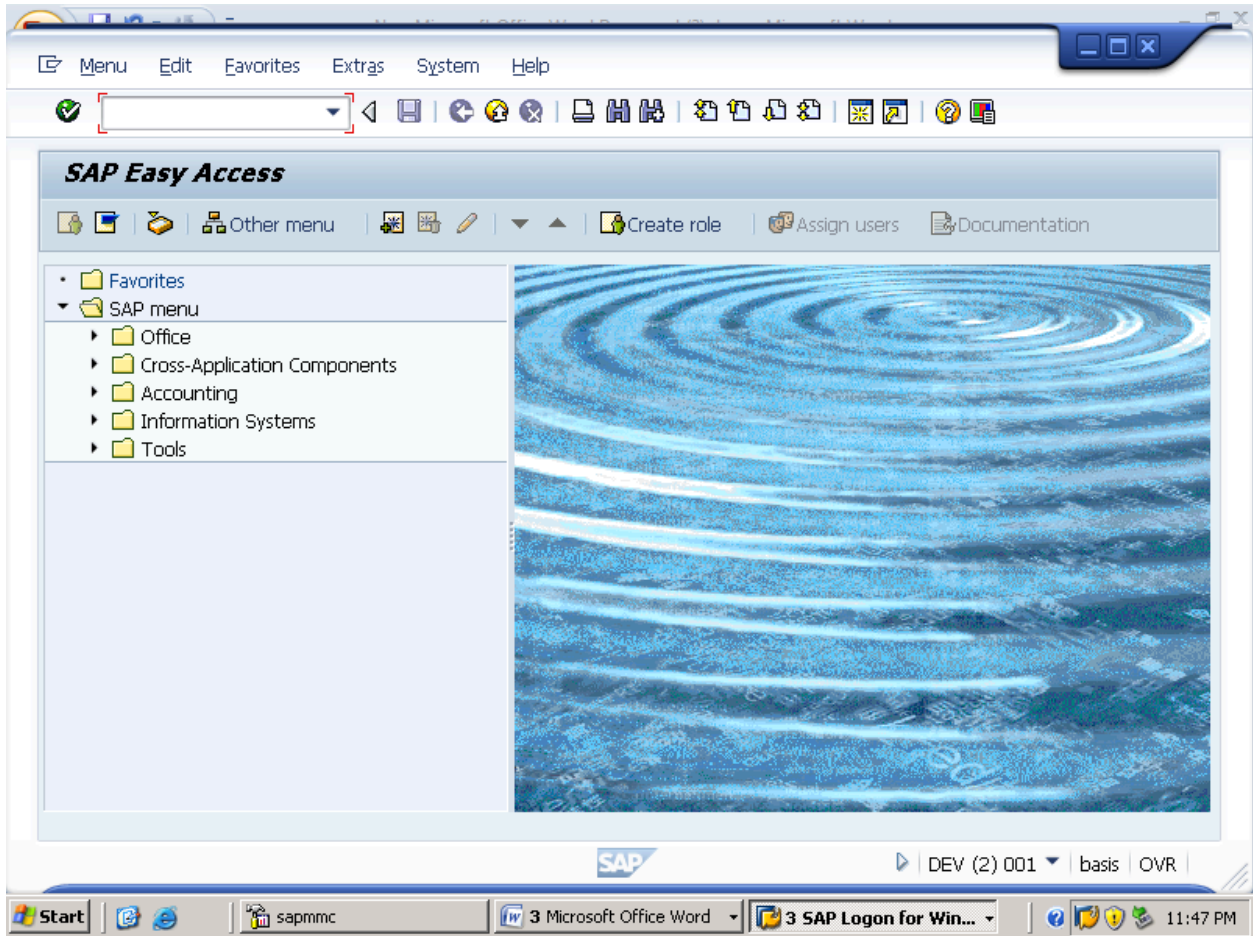 Menu Edit Favorites Extras System Help
SAP Easy Access
Other menu Create role Assign users Documentation
Favorites
SAP menu
Office
Cross-Application Components
Accounting
Information Systems
Tools
SAP
DEV (2) 001 basis OVR
Start sapmmc 3 Microsoft Office Word 3 SAP Logon for Win... 11:47 PM